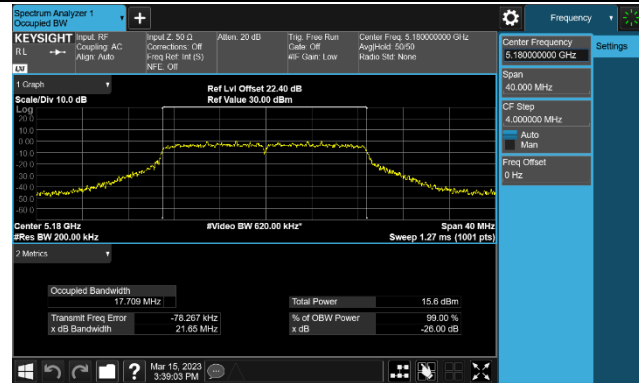 Spectrum Analyzer 1
Occupied BW
Frequency
KEYSIGHT
RL
LXI
Input: RF
Coupling: AC
Align: Auto
Input Z: 50 Ω
Corrections: Off
Freq Ref: Int (S)
NFE: Off
Atten: 20 dB
Trig: Free Run
Gate: Off
#IF Gain: Low
Center Freq: 5.180000000 GHz
Avg|Hold: 50/50
Radio Std: None
Center Frequency
5.180000000 GHz
Settings
Span
40.000 MHz
CF Step
4.000000 MHz
Auto
Man
Freq Offset
0 Hz
1 Graph
Scale/Div 10.0 dB
Ref Lvl Offset 22.40 dB
Ref Value 30.00 dBm
Log
20.0
10.0
0.00
-10.0
-20.0
-30.0
-40.0
-50.0
-60.0
Center 5.18 GHz
#Res BW 200.00 kHz
#Video BW 620.00 kHz*
Span 40 MHz
Sweep 1.27 ms (1001 pts)
2 Metrics
Occupied Bandwidth
17.709 MHz
Total Power 15.6 dBm
Transmit Freq Error -78.267 kHz
% of OBW Power 99.00 %
x dB Bandwidth 21.65 MHz
x dB -26.00 dB
?
Mar 15, 2023
3:39:03 PM